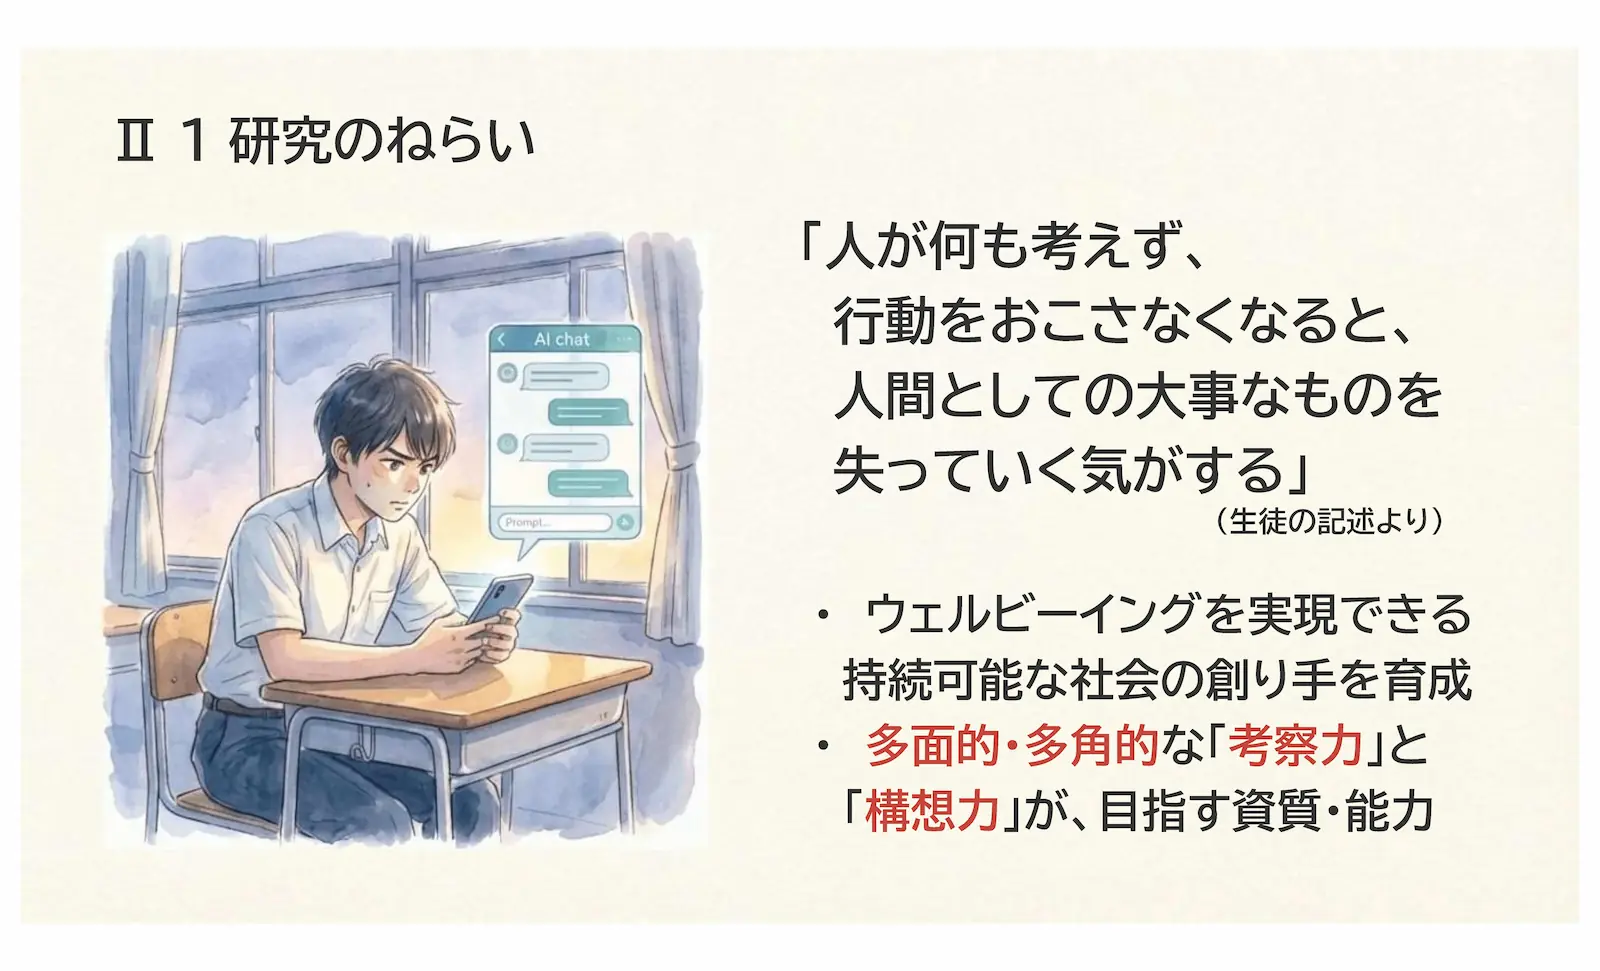 Ⅱ 1 研究のねらい
AI chat
Prompt...
「人が何も考えず、
行動をおこさなくなると、
人間としての大事なものを
失っていく気がする」
（生徒の記述より）
・ ウェルビーイングを実現できる
持続可能な社会の創り手を育成
・ 多面的・多角的な「考察力」と
「構想力」が、目指す資質・能力